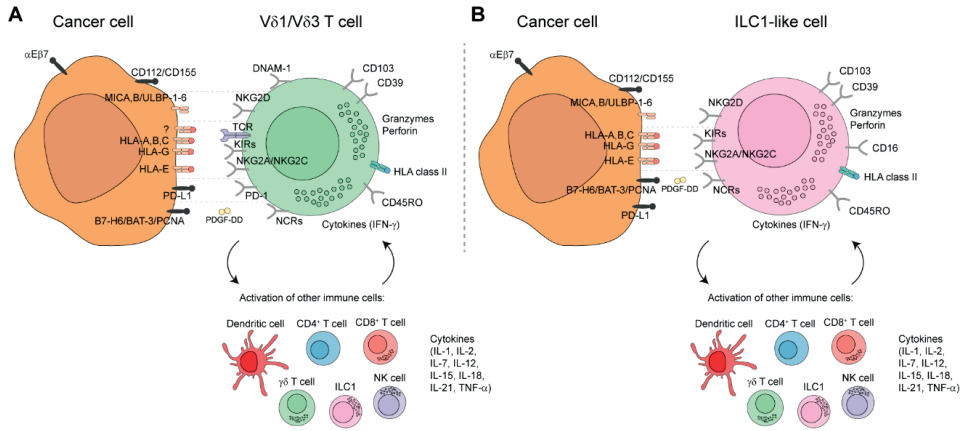 A
Cancer cell
Vδ1/Vδ3 T cell
αEβ7
CD112/CD155
MICA,B/ULBP-1-6
?
HLA-A,B,C
HLA-G
HLA-E
PD-L1
B7-H6/BAT-3/PCNA
PDGF-DD
DNAM-1
NKG2D
TCR
KIRs
NKG2A/NKG2C
PD-1
NCRs
CD103
CD39
Granzymes
Perforin
HLA class II
CD45RO
Cytokines (IFN-γ)
Activation of other immune cells:
Dendritic cell
CD4⁺ T cell
CD8⁺ T cell
γδ T cell
ILC1
NK cell
Cytokines
(IL-1, IL-2,
IL-7, IL-12,
IL-15, IL-18,
IL-21, TNF-α)
B
Cancer cell
ILC1-like cell
αEβ7
CD112/CD155
MICA,B/ULBP-1-6
HLA-A,B,C
HLA-G
HLA-E
B7-H6/BAT-3/PCNA
PD-L1
PDGF-DD
NKG2D
KIRs
NKG2A/NKG2C
NCRs
CD103
CD39
Granzymes
Perforin
CD16
HLA class II
CD45RO
Cytokines (IFN-γ)
Activation of other immune cells:
Dendritic cell
CD4⁺ T cell
CD8⁺ T cell
γδ T cell
ILC1
NK cell
Cytokines
(IL-1, IL-2,
IL-7, IL-12,
IL-15, IL-18,
IL-21, TNF-α)